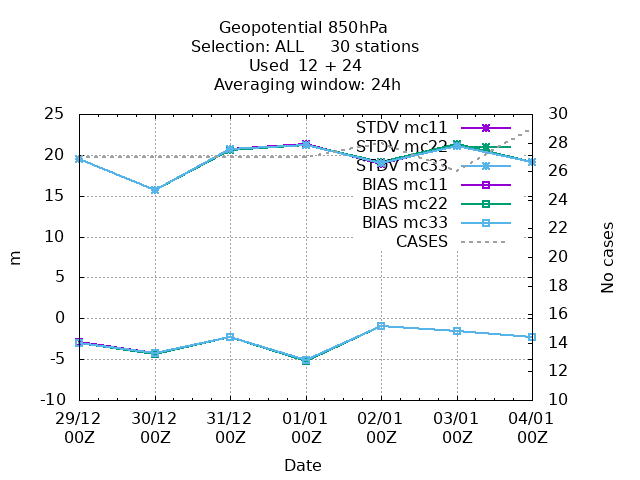 Geopotential 850hPa
Selection: ALL 30 stations
Used 12 + 24
Averaging window: 24h
25
20
15
10
5
0
-5
-10
m
30
28
26
24
22
20
18
16
14
12
10
No cases
STDV mc11
STDV mc22
STDV mc33
BIAS mc11
BIAS mc22
BIAS mc33
CASES
29/12 30/12 31/12 01/01 02/01 03/01 04/01
00Z 00Z 00Z 00Z 00Z 00Z 00Z
Date